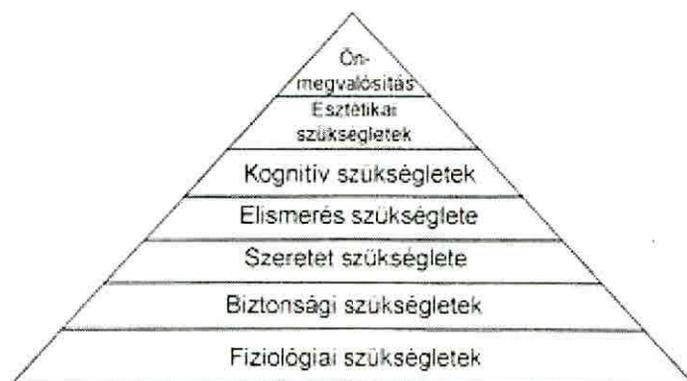 Ön-
megvalósítás
Esztétikai
szükségletek
Kognitív szükségletek
Elismerés szükséglete
Szeretet szükséglete
Biztonsági szükségletek
Fiziológiai szükségletek